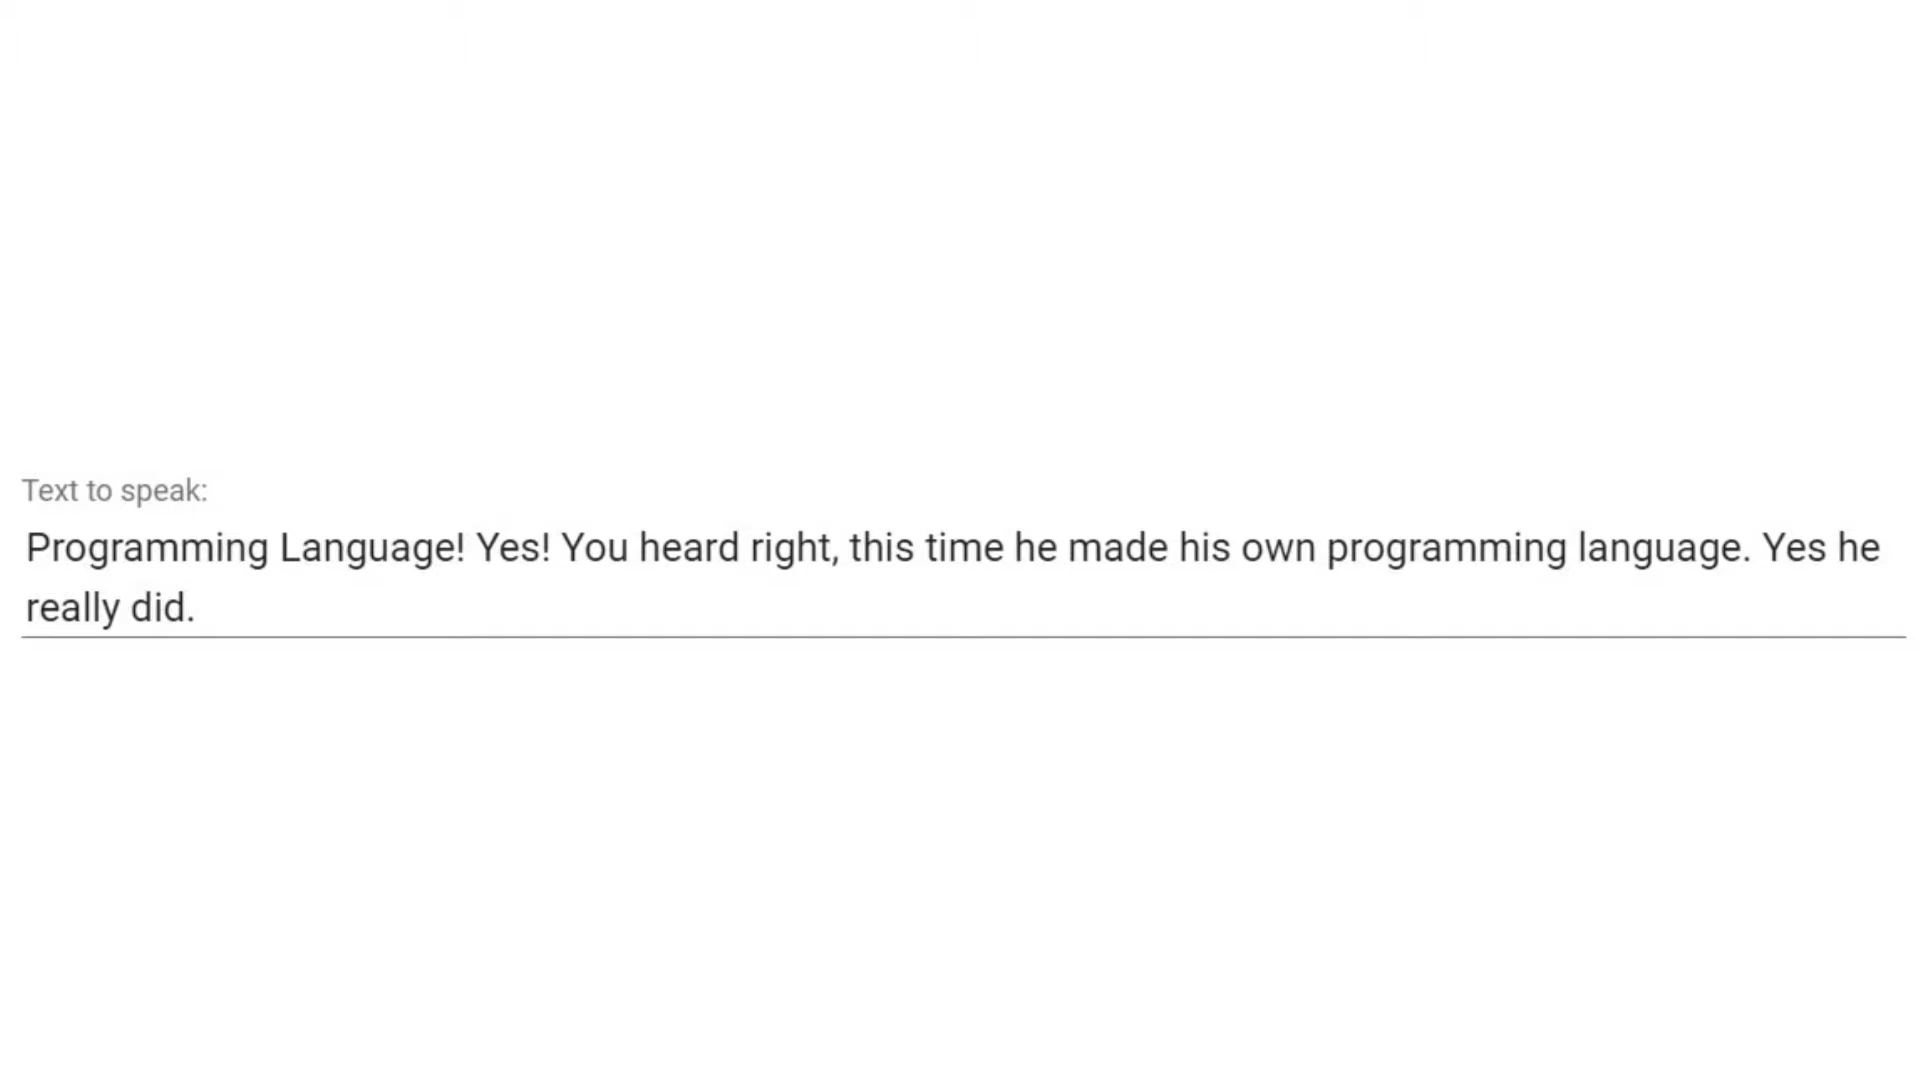 Text to speak:
Programming Language! Yes! You heard right, this time he made his own programming language. Yes he
really did.